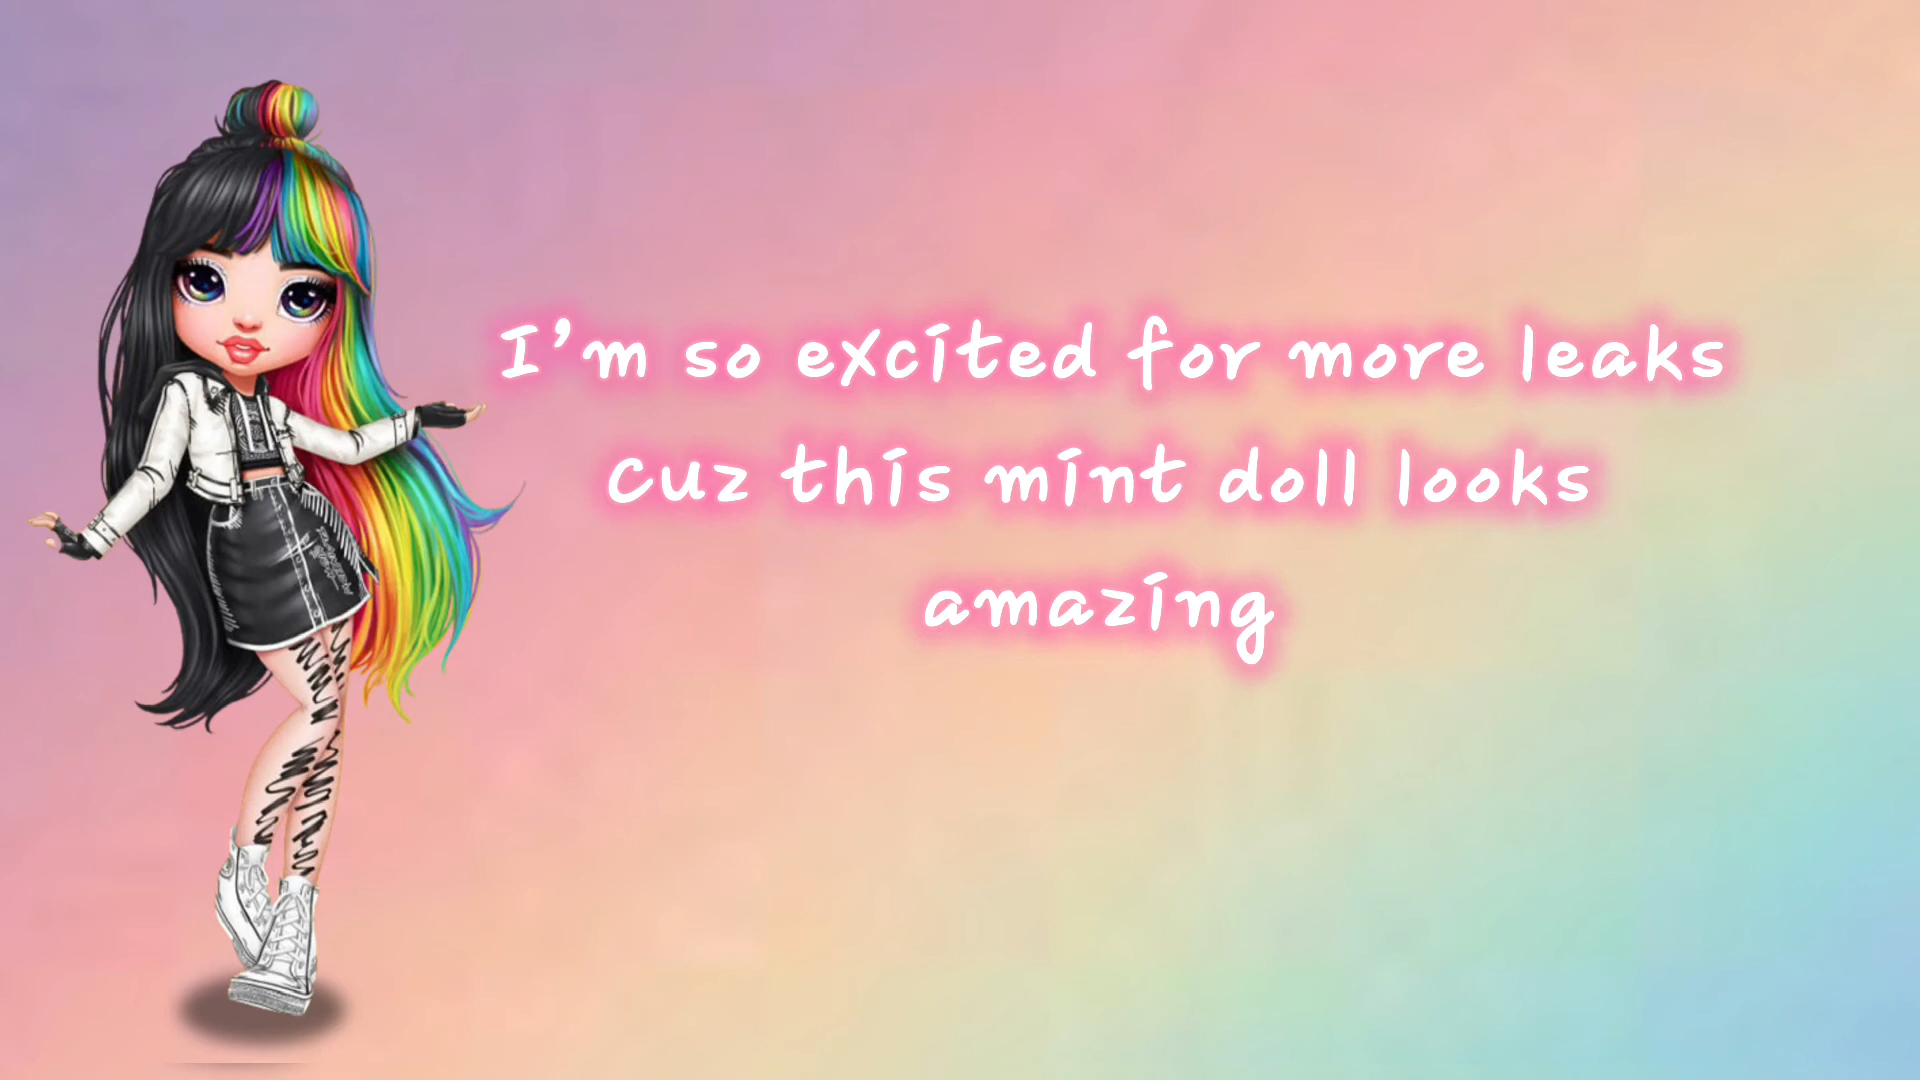 I'm so excited for more leaks
cuz this mint doll looks
amazing